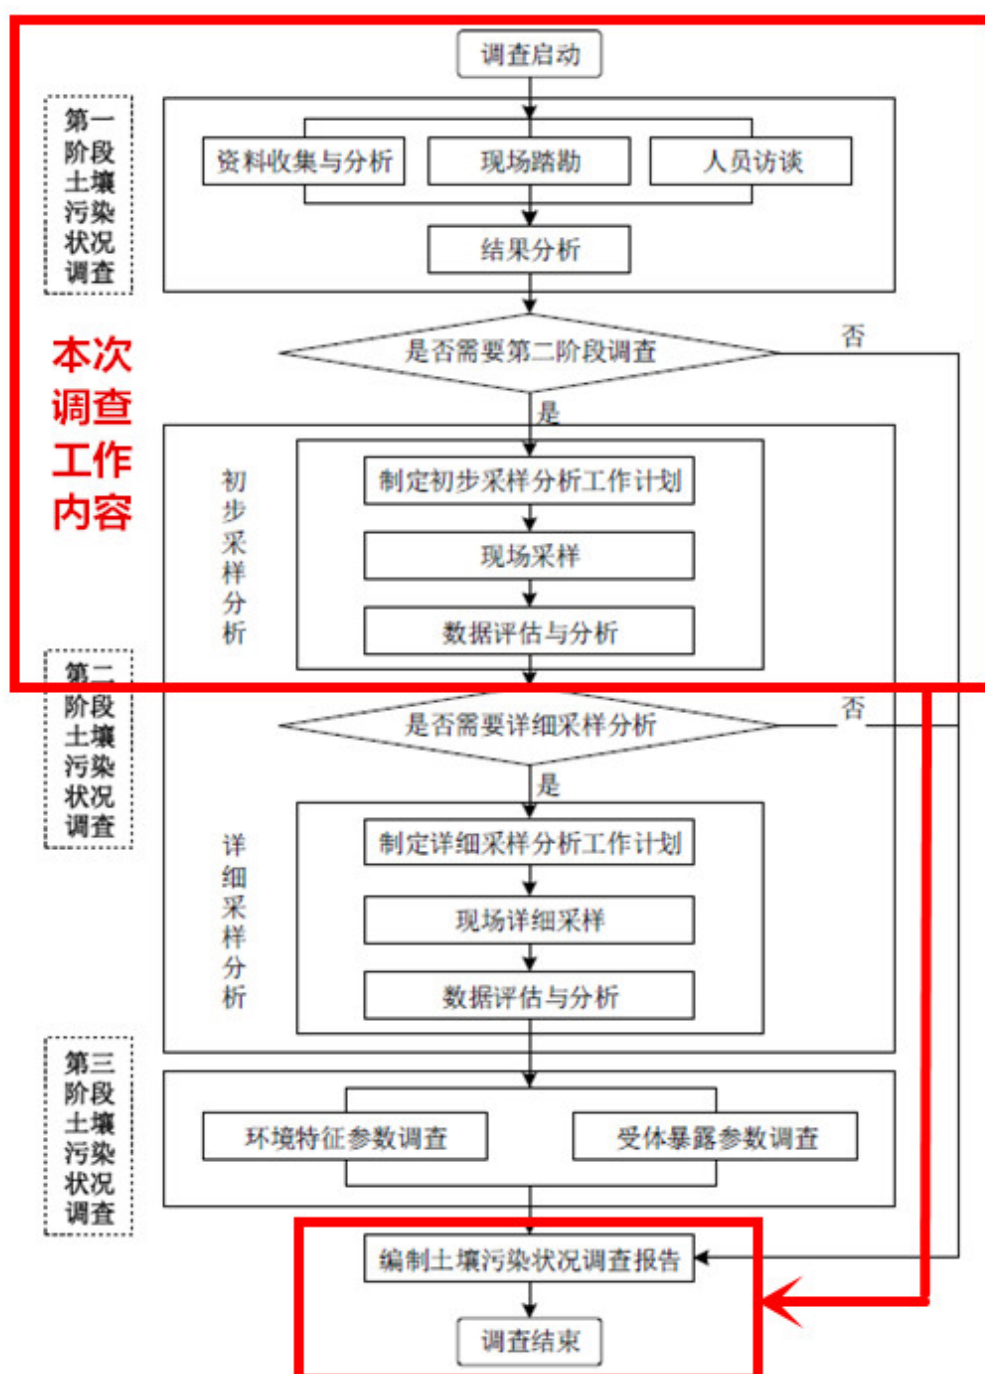 调查启动
第一
阶段
土壤
污染
状况
调查
资料收集与分析
现场踏勘
人员访谈
结果分析
本次
调查
工作
内容
是否需要第二阶段调查
否
是
初
步
采
样
分
析
制定初步采样分析工作计划
现场采样
数据评估与分析
第二
阶段
土壤
污染
状况
调查
是否需要详细采样分析
否
是
详
细
采
样
分
析
制定详细采样分析工作计划
现场详细采样
数据评估与分析
第三
阶段
土壤
污染
状况
调查
环境特征参数调查
受体暴露参数调查
编制土壤污染状况调查报告
调查结束